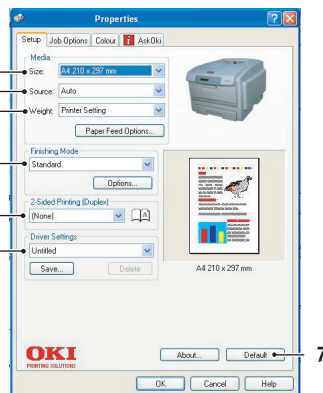 Properties
Setup Job Options Colour AskOki
Media
Size: A4 210 x 297 mm
Source: Auto
Weight: Printer Setting
Paper Feed Options...
Finishing Mode
Standard
Options...
2-Sided Printing (Duplex)
(None)
Driver Settings
Untitled
Save... Delete
A4 210 x 297 mm
OKI
PRINTING SOLUTIONS
About... Default 7
OK Cancel Help